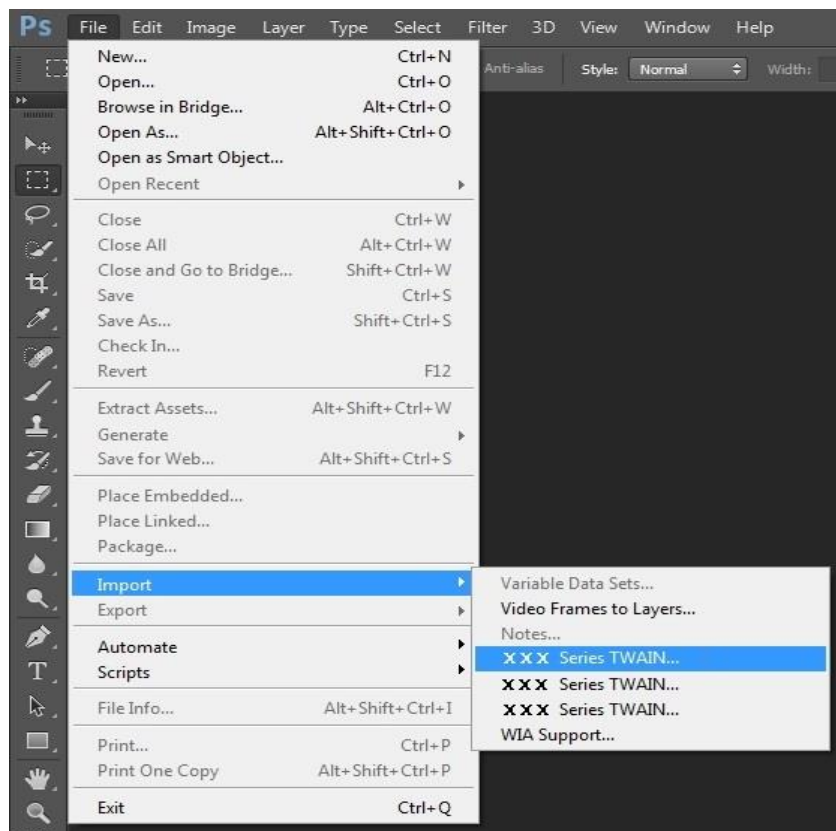 Ps File Edit Image Layer Type Select Filter 3D View Window Help
Anti-alias Style: Normal Width:
New... Ctrl+N
Open... Ctrl+O
Browse in Bridge... Alt+Ctrl+O
Open As... Alt+Shift+Ctrl+O
Open as Smart Object...
Open Recent
Close Ctrl+W
Close All Alt+Ctrl+W
Close and Go to Bridge... Shift+Ctrl+W
Save Ctrl+S
Save As... Shift+Ctrl+S
Check In...
Revert F12
Extract Assets... Alt+Shift+Ctrl+W
Generate
Save for Web... Alt+Shift+Ctrl+S
Place Embedded...
Place Linked...
Package...
Import
Export
Automate
Scripts
File Info... Alt+Shift+Ctrl+I
Print... Ctrl+P
Print One Copy Alt+Shift+Ctrl+P
Exit Ctrl+Q
Variable Data Sets...
Video Frames to Layers...
Notes...
XXX Series TWAIN...
XXX Series TWAIN...
XXX Series TWAIN...
WIA Support...